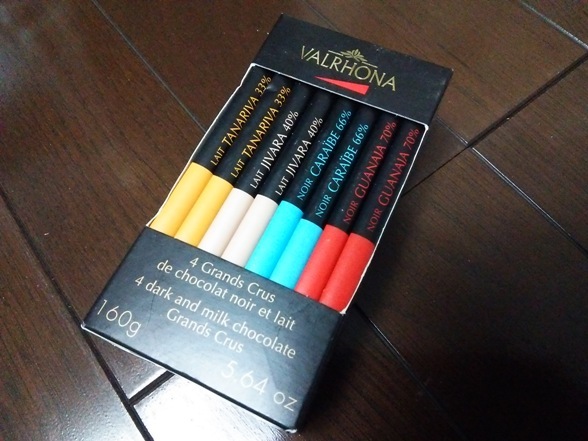 VALRHONA
LAIT TANARIVA 33%
LAIT TANARIVA 33%
LAIT JIVARA 40%
LAIT JIVARA 40%
NOIR CARAÏBE 66%
NOIR CARAÏBE 66%
NOIR GUANAJA 70%
NOIR GUANAJA 70%
4 Grands Crus
de chocolat noir et lait
4 dark and milk chocolate
Grands Crus
160g
5.64 oz